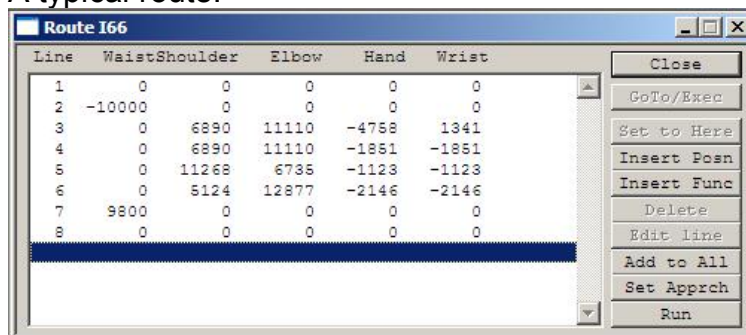 A typical route:
Route I66
Line Waist Shoulder Elbow Hand Wrist
1 0 0 0 0 0
2 -10000 0 0 0 0
3 0 6890 11110 -4758 1341
4 0 6890 11110 -1851 -1851
5 0 11268 6735 -1123 -1123
6 0 5124 12877 -2146 -2146
7 9800 0 0 0 0
8 0 0 0 0 0
Close
GoTo/Exec
Set to Here
Insert Posn
Insert Func
Delete
Edit line
Add to All
Set Apprch
Run